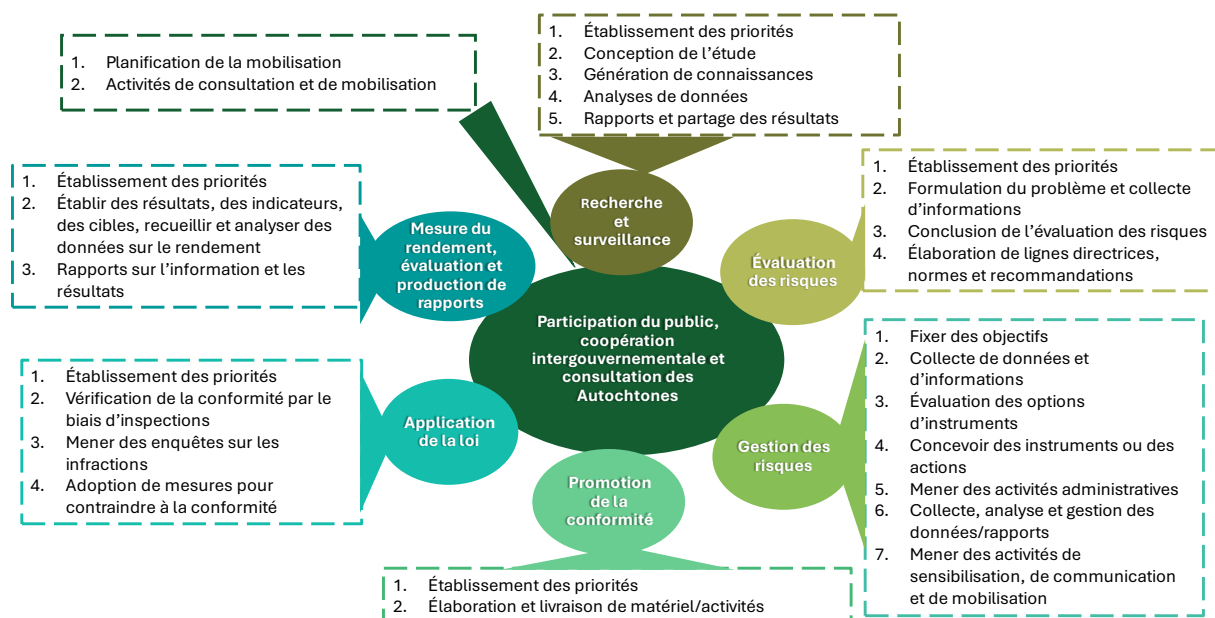 1. Planification de la mobilisation
2. Activités de consultation et de mobilisation
1. Établissement des priorités
2. Conception de l'étude
3. Génération de connaissances
4. Analyses de données
5. Rapports et partage des résultats
1. Établissement des priorités
2. Établir des résultats, des indicateurs,
des cibles, recueillir et analyser des
données sur le rendement
3. Rapports sur l'information et les
résultats
Mesure du
rendement,
évaluation et
production de
rapports
Recherche
et
surveillance
Évaluation
des risques
1. Établissement des priorités
2. Formulation du problème et collecte
d'informations
3. Conclusion de l'évaluation des risques
4. Élaboration de lignes directrices,
normes et recommandations
Participation du public,
coopération
intergouvernementale et
consultation des
Autochtones
1. Établissement des priorités
2. Vérification de la conformité par le
biais d'inspections
3. Mener des enquêtes sur les
infractions
4. Adoption de mesures pour
contraindre à la conformité
Application
de la loi
Promotion
de la
conformité
Gestion des
risques
1. Fixer des objectifs
2. Collecte de données et
d'informations
3. Évaluation des options
d'instruments
4. Concevoir des instruments ou des
actions
5. Mener des activités administratives
6. Collecte, analyse et gestion des
données/rapports
7. Mener des activités de
sensibilisation, de communication
et de mobilisation
1. Établissement des priorités
2. Élaboration et livraison de matériel/activités